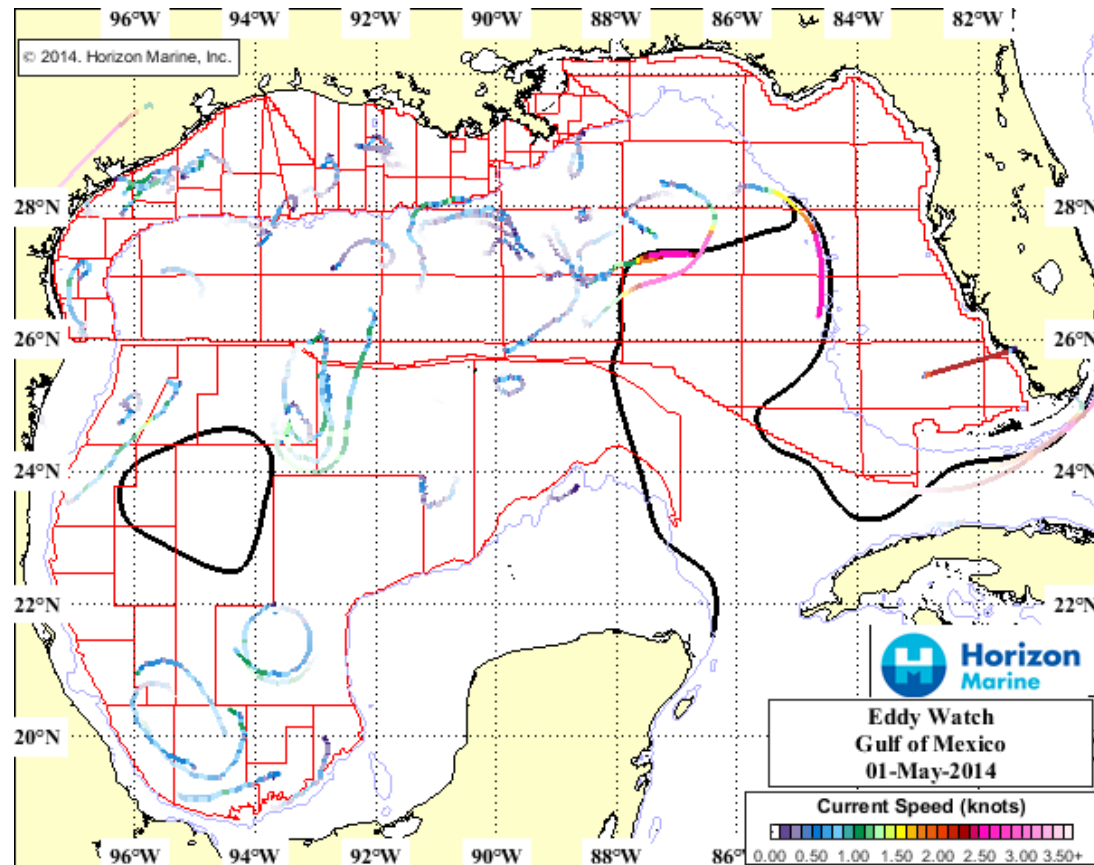 96°W 94°W 92°W 90°W 88°W 86°W 84°W 82°W
© 2014. Horizon Marine, Inc.
28°N 28°N
26°N 26°N
24°N 24°N
22°N 22°N
H Horizon
Marine
Eddy Watch
Gulf of Mexico
01-May-2014
20°N
Current Speed (knots)
0.00 0.50 1.00 1.50 2.00 2.50 3.00 3.50+
96°W 94°W 92°W 90°W 88°W